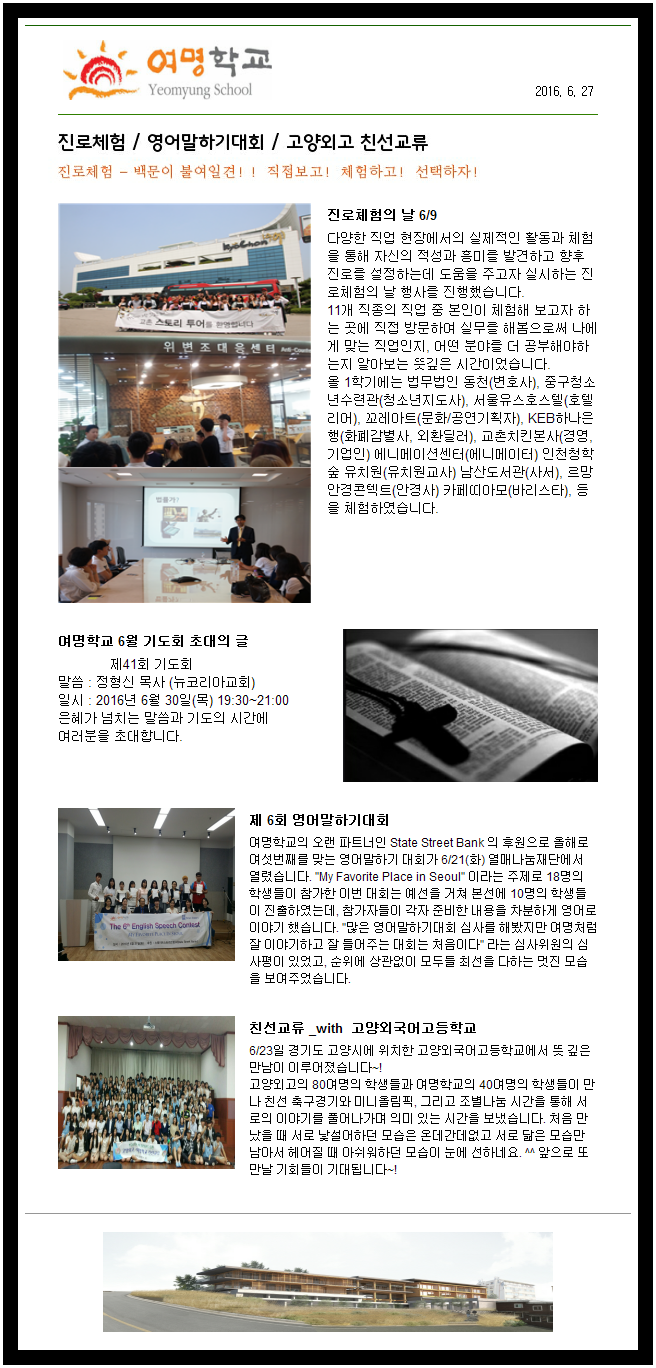 여명학교
Yeomyung School
2016. 6. 27
진로체험 / 영어말하기대회 / 고양외고 친선교류
진로체험 – 백문이 불여일견! ! 직접보고! 체험하고! 선택하자!
kyochon
교촌 스토리 투어를 환영합니다
위변조대응센터
법률가?
진로체험의 날 6/9
다양한 직업 현장에서의 실제적인 활동과 체험
을 통해 자신의 적성과 흥미를 발견하고 향후
진로를 설정하는데 도움을 주고자 실시하는 진
로체험의 날 행사를 진행했습니다.
11개 직종의 직업 중 본인이 체험해 보고자 하
는 곳에 직접 방문하며 실무를 해봄으로써 나에
게 맞는 직업인지, 어떤 분야를 더 공부해야하
는지 알아보는 뜻깊은 시간이었습니다.
올 1학기에는 법무법인 동천(변호사), 중구청소
년수련관(청소년지도사), 서울유스호스텔(호텔
리어), 꼬레아트(문화/공연기획자), KEB하나은
행(화폐감별사, 외환딜러), 교촌치킨본사(경영,
기업인) 에니메이션센터(에니메이터) 인천청학
숲 유치원(유치원교사) 남산도서관(사서), 르망
안경콘텍트(안경사) 카페띠아모(바리스타), 등
을 체험하였습니다.
여명학교 6월 기도회 초대의 글
제41회 기도회
말씀 : 정형신 목사 (뉴코리아교회)
일시 : 2016년 6월 30일(목) 19:30~21:00
은혜가 넘치는 말씀과 기도의 시간에
여러분을 초대합니다.
The 6th English Speech Contest
제 6회 영어말하기대회
여명학교의 오랜 파트너인 State Street Bank 의 후원으로 올해로
여섯번째를 맞는 영어말하기 대회가 6/21(화) 열매나눔재단에서
열렸습니다. "My Favorite Place in Seoul" 이라는 주제로 18명의
학생들이 참가한 이번 대회는 예선을 거쳐 본선에 10명의 학생들
이 진출하였는데, 참가자들이 각자 준비한 내용을 차분하게 영어로
이야기 했습니다. "많은 영어말하기대회 심사를 해봤지만 여명처럼
잘 이야기하고 잘 들어주는 대회는 처음이다" 라는 심사위원의 심
사평이 있었고, 순위에 상관없이 모두들 최선을 다하는 멋진 모습
을 보여주었습니다.
친선교류 _with 고양외국어고등학교
6/23일 경기도 고양시에 위치한 고양외국어고등학교에서 뜻 깊은
만남이 이루어졌습니다~!
고양외고의 80여명의 학생들과 여명학교의 40여명의 학생들이 만
나 친선 축구경기와 미니올림픽, 그리고 조별나눔 시간을 통해 서
로의 이야기를 풀어나가며 의미 있는 시간을 보냈습니다. 처음 만
났을 때 서로 낯설어하던 모습은 온데간데없고 서로 닮은 모습만
남아서 헤어질 때 아쉬워하던 모습이 눈에 선하네요. ^^ 앞으로 또
만날 기회들이 기대됩니다~!